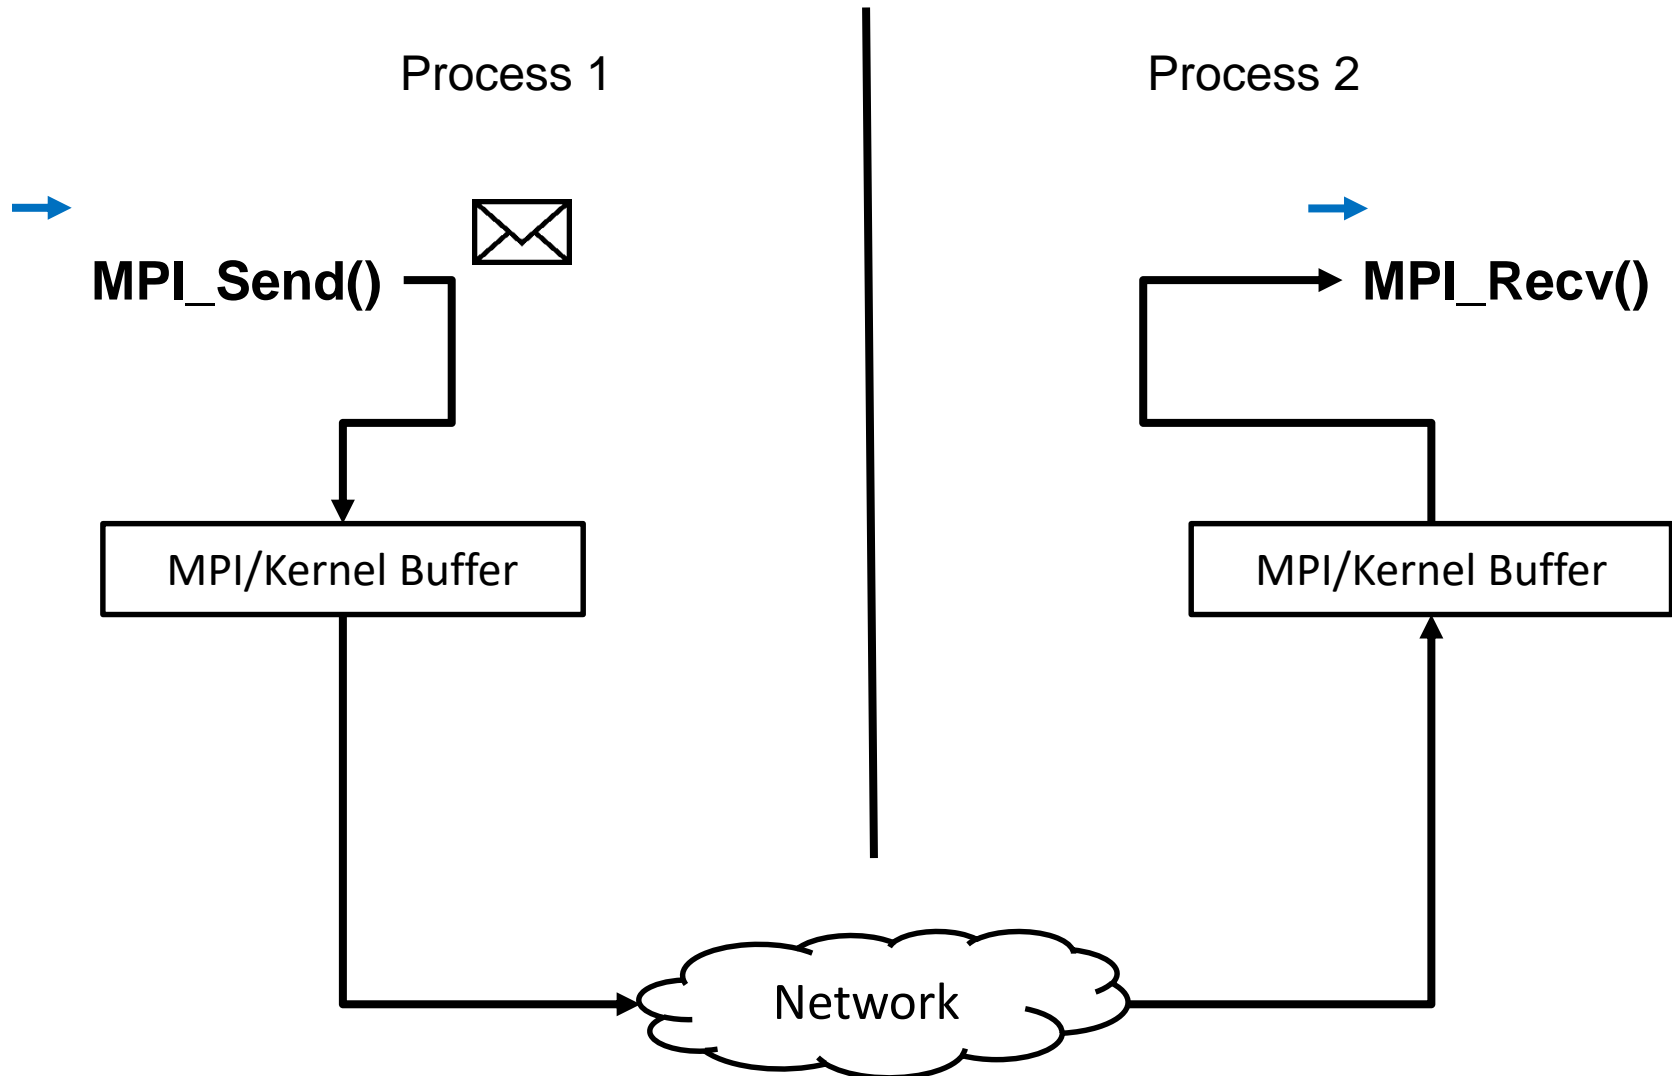 Process 1
Process 2
MPI_Send()
MPI_Recv()
MPI/Kernel Buffer
MPI/Kernel Buffer
Network